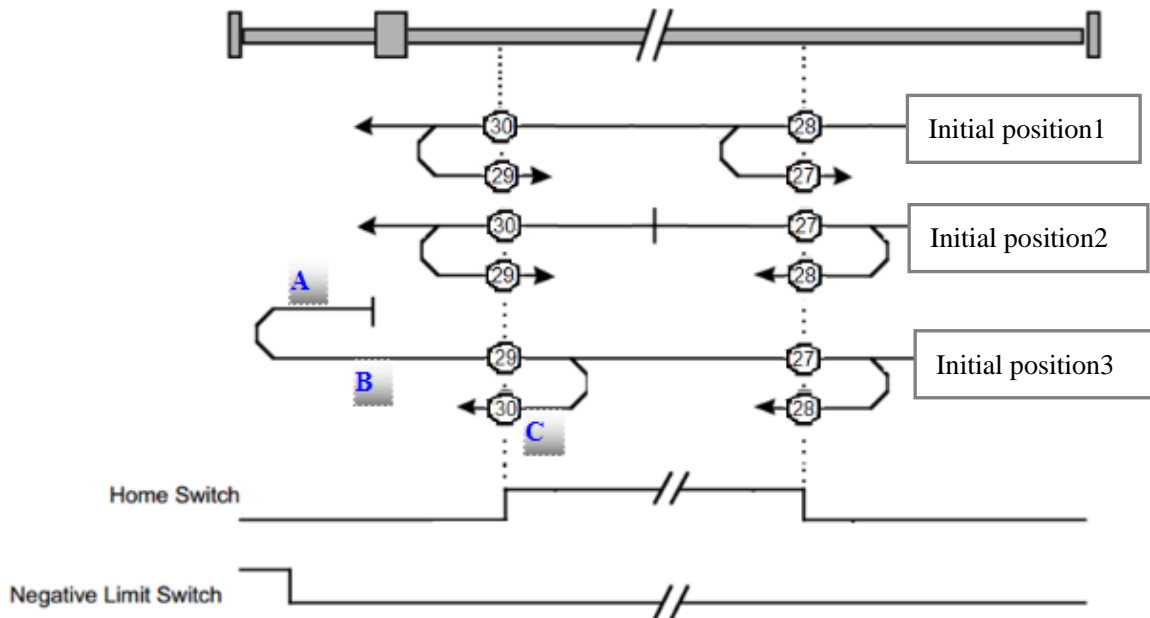 30
28
Initial position1
29
27
30
27
Initial position2
29
28
A
29
27
Initial position3
B
30
28
C
Home Switch
Negative Limit Switch